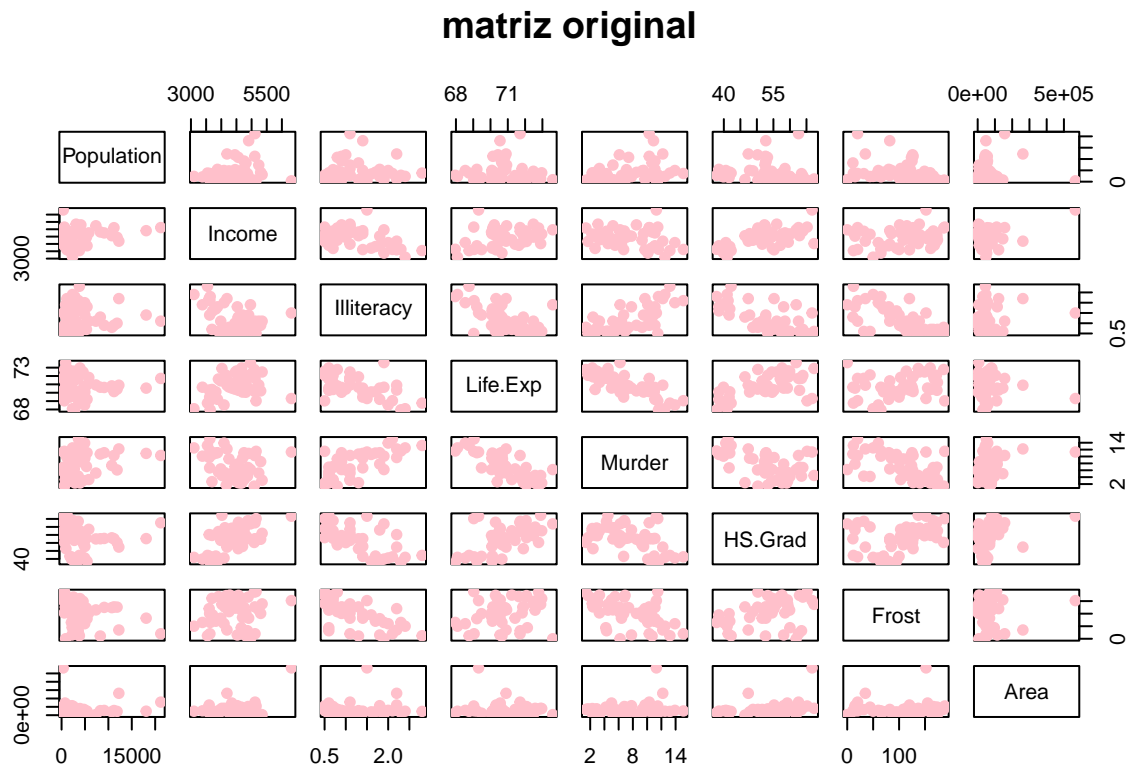 matriz original
3000 5500 68 71 40 55 0e+00 5e+05
Population 0
3000 Income
Illiteracy 0.5
68 73 Life.Exp
Murder 2 14
40 HS.Grad
Frost 0
0e+00 Area
0 15000 0.5 2.0 2 8 14 0 100